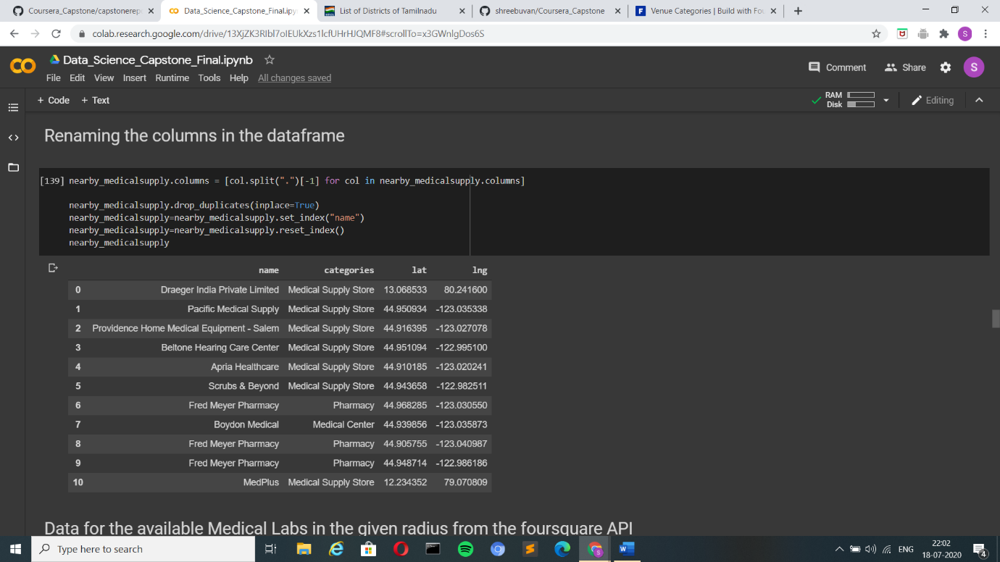 Coursera_Capstone/capstonerep
Data_Science_Capstone_Final.ipy
List of Districts of Tamilnadu
shreebuvan/Coursera_Capstone
Venue Categories | Build with Fou
colab.research.google.com/drive/13XjZK3RIbl7oIEUkXzs1lcfUHrHJQMF8#scrollTo=x3GWnlgDos6S
S
Data_Science_Capstone_Final.ipynb
File Edit View Insert Runtime Tools Help All changes saved
Comment Share S
+ Code + Text
RAM
Disk
Editing
Renaming the columns in the dataframe
[139] nearby_medicalsupply.columns = [col.split(".")[-1] for col in nearby_medicalsupply.columns]
nearby_medicalsupply.drop_duplicates(inplace=True)
nearby_medicalsupply=nearby_medicalsupply.set_index("name")
nearby_medicalsupply=nearby_medicalsupply.reset_index()
nearby_medicalsupply
name categories lat lng
0 Draeger India Private Limited Medical Supply Store 13.068533 80.241600
1 Pacific Medical Supply Medical Supply Store 44.950934 -123.035338
2 Providence Home Medical Equipment - Salem Medical Supply Store 44.916395 -123.027078
3 Beltone Hearing Care Center Medical Supply Store 44.951094 -122.995100
4 Apria Healthcare Medical Supply Store 44.910185 -123.020241
5 Scrubs & Beyond Medical Supply Store 44.943658 -122.982511
6 Fred Meyer Pharmacy Pharmacy 44.968285 -123.030550
7 Boydon Medical Medical Center 44.939856 -123.035873
8 Fred Meyer Pharmacy Pharmacy 44.905755 -123.040987
9 Fred Meyer Pharmacy Pharmacy 44.948714 -122.986186
10 MedPlus Medical Supply Store 12.234352 79.070809
Data for the available Medical Labs in the given radius from the foursquare API
Type here to search
ENG
22:02
18-07-2020
4